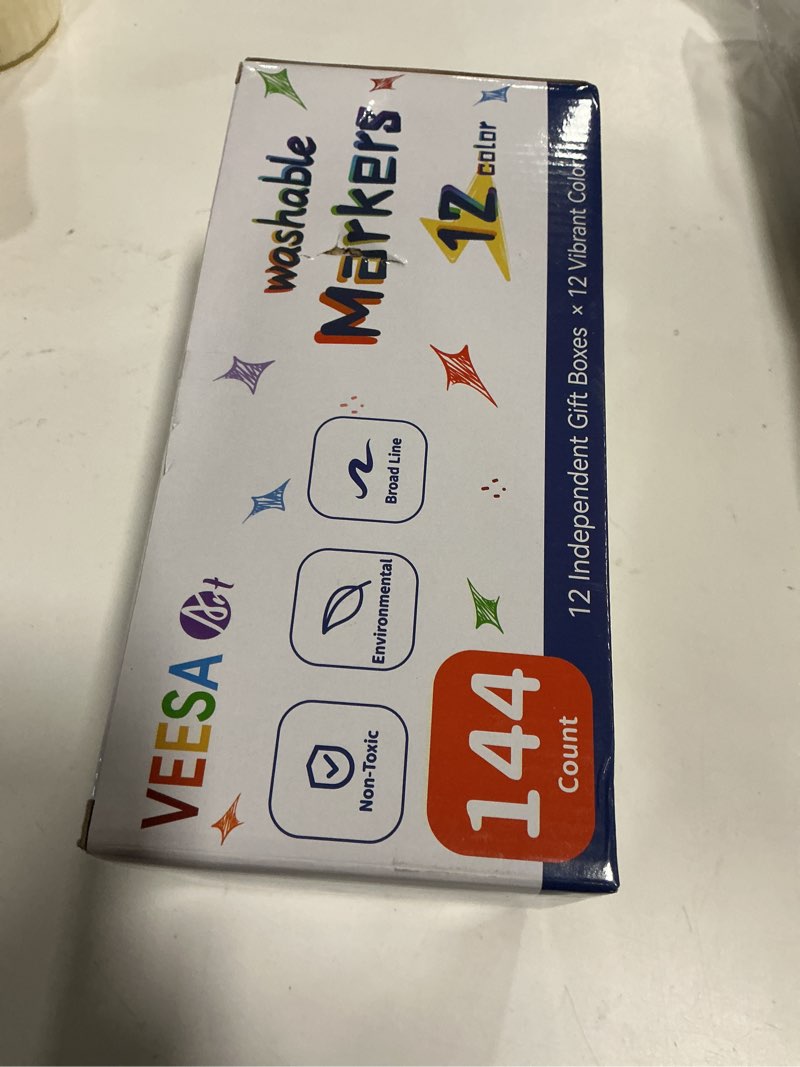 VEESA Art
washable
Markers
12 color
Non-Toxic
Environmental
Broad Line
144
Count
12 Independent Gift Boxes × 12 Vibrant Color